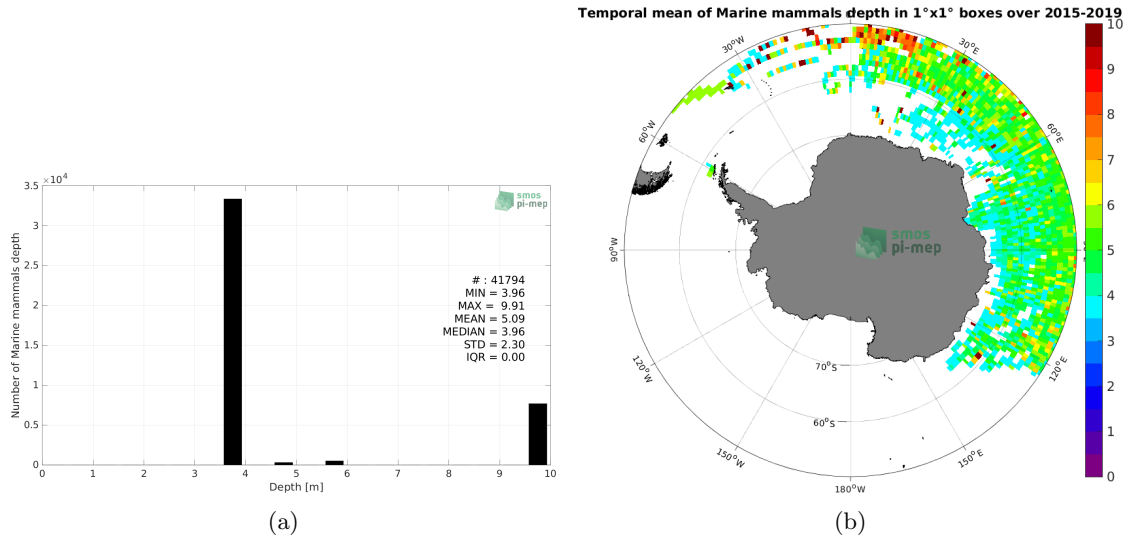 Temporal mean of Marine mammals depth in 1°x1° boxes over 2015-2019
×10⁴
3.5
3
2.5
2
1.5
1
0.5
0
Number of Marine mammals depth
smos
pi-mep
# : 41794
MIN = 3.96
MAX = 9.91
MEAN = 5.09
MEDIAN = 3.96
STD = 2.30
IQR = 0.00
0 1 2 3 4 5 6 7 8 9 10
Depth [m]
(a)
30°W
30°E
60°W
60°E
90°W
120°W
120°E
150°W
150°E
180°W
70°S
60°S
smos
pi-mep
10
9
8
7
6
5
4
3
2
1
0
(b)